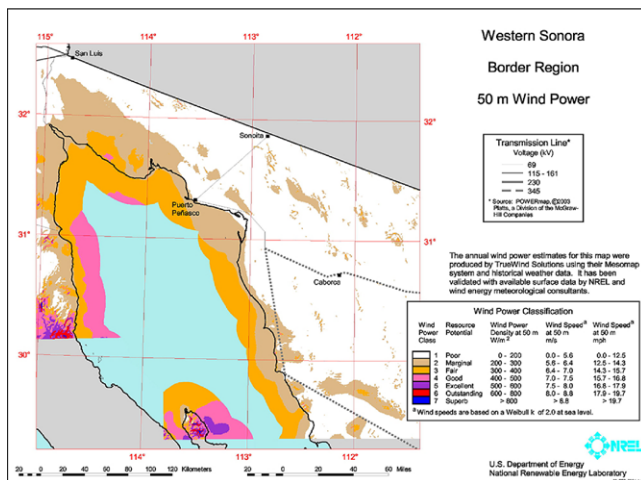 Western Sonora
Border Region
50 m Wind Power
115° 114° 113° 112°
San Luis
32° 32°
Sonoita
Puerto
Peñasco
31° 31°
Caborca
30° 30°
115° 114° 113° 112°
Transmission Line*
Voltage (kV)
69
115 - 161
230
345
* Source: POWERmap, ©2003
Platts, a Division of the McGraw-
Hill Companies
The annual wind power estimates for this map were
produced by TrueWind Solutions using their Mesomap
system and historical weather data. It has been
validated with available surface data by NREL and
wind energy meteorological consultants.
Wind Power Classification
Wind Resource Wind Power Wind Speed ᵃ Wind Speed ᵃ
Power Potential Density at 50 m at 50 m at 50 m
Class W/m² m/s mph
1 Poor 0 - 200 0.0 - 5.6 0.0 - 12.5
2 Marginal 200 - 300 5.6 - 6.4 12.5 - 14.3
3 Fair 300 - 400 6.4 - 7.0 14.3 - 15.7
4 Good 400 - 500 7.0 - 7.5 15.7 - 16.8
5 Excellent 500 - 600 7.5 - 8.0 16.8 - 17.9
6 Outstanding 600 - 800 8.0 - 8.8 17.9 - 19.7
7 Superb > 800 > 8.8 > 19.7
ᵃ Wind speeds are based on a Weibull k of 2.0 at sea level.
20 0 20 40 60 80 100 120 Kilometers
20 0 20 40 60 Miles
NREL
U.S. Department of Energy
National Renewable Energy Laboratory